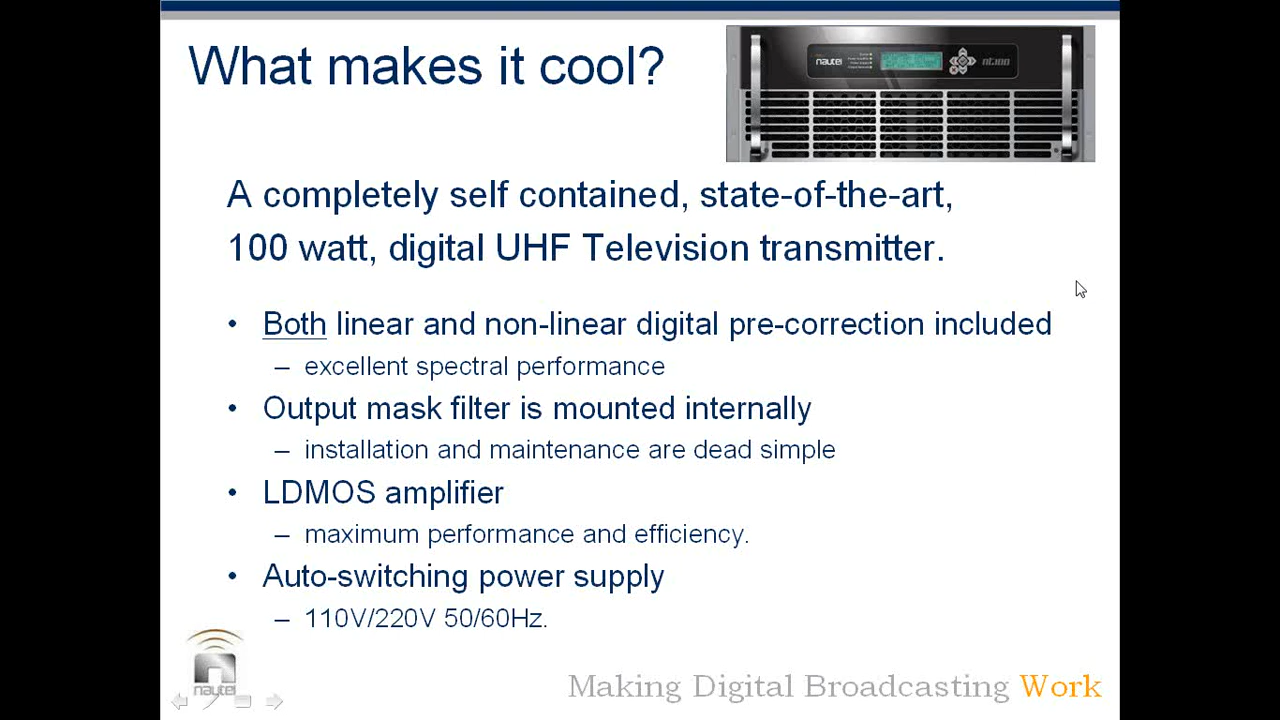 What makes it cool?
nautel
nt100
A completely self contained, state-of-the-art,
100 watt, digital UHF Television transmitter.
• Both linear and non-linear digital pre-correction included
– excellent spectral performance
• Output mask filter is mounted internally
– installation and maintenance are dead simple
• LDMOS amplifier
– maximum performance and efficiency.
• Auto-switching power supply
– 110V/220V 50/60Hz.
nautel
Making Digital Broadcasting Work